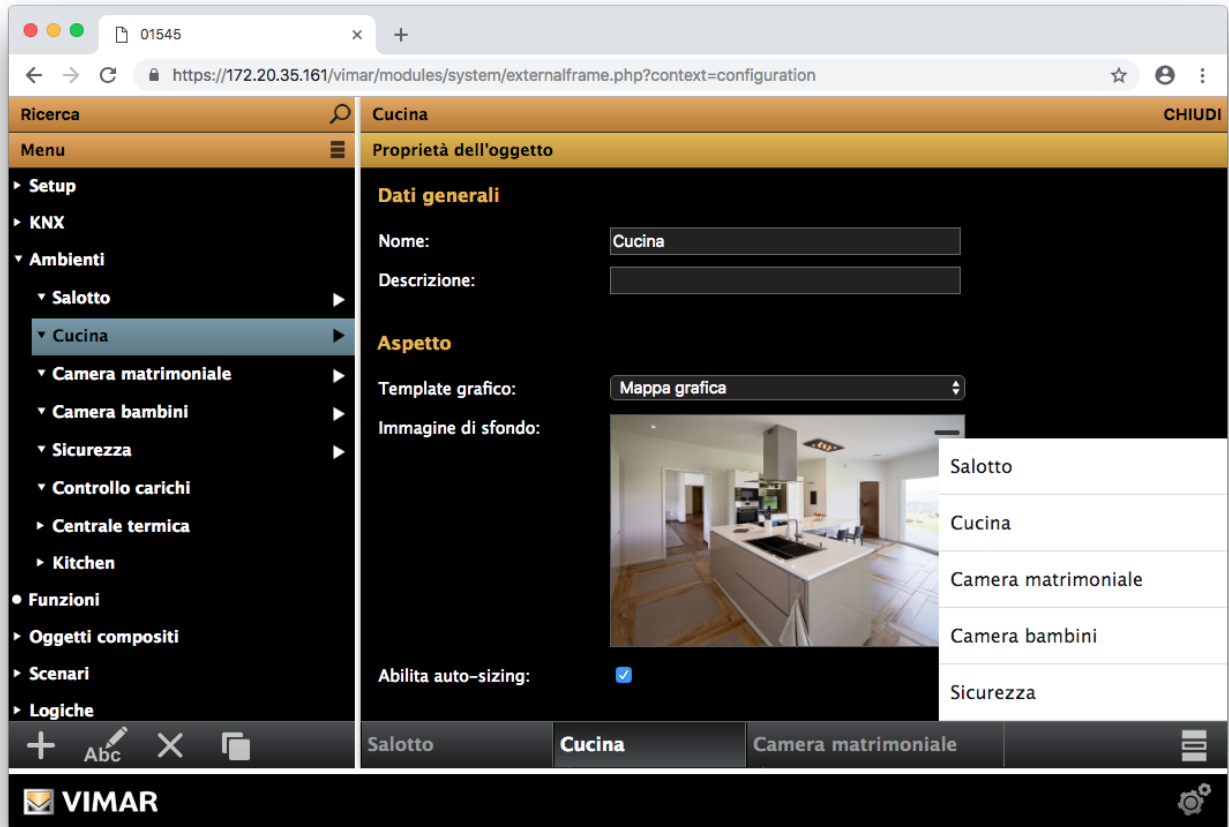 01545
https://172.20.35.161/vimar/modules/system/externalframe.php?context=configuration
Ricerca
Menu
Setup
KNX
Ambienti
Salotto
Cucina
Camera matrimoniale
Camera bambini
Sicurezza
Controllo carichi
Centrale termica
Kitchen
Funzioni
Oggetti compositi
Scenari
Logiche
Abc
Cucina CHIUDI
Proprietà dell'oggetto
Dati generali
Nome: Cucina
Descrizione:
Aspetto
Template grafico: Mappa grafica
Immagine di sfondo:
Abilita auto-sizing:
Salotto
Cucina
Camera matrimoniale
Camera bambini
Sicurezza
Salotto Cucina Camera matrimoniale
VIMAR